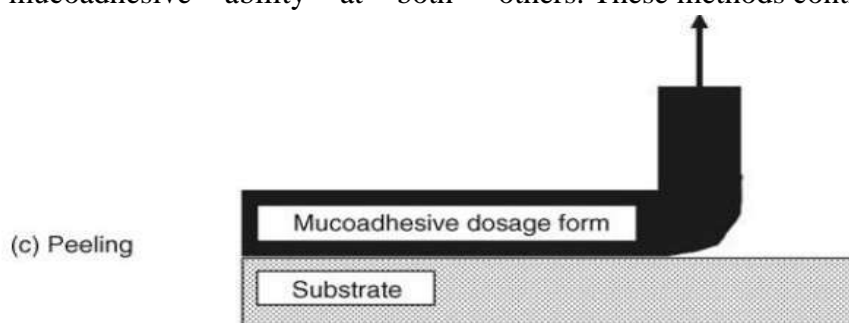 mucoadhesive ability at both others. These methods cont
Mucoadhesive dosage form
(c) Peeling
Substrate